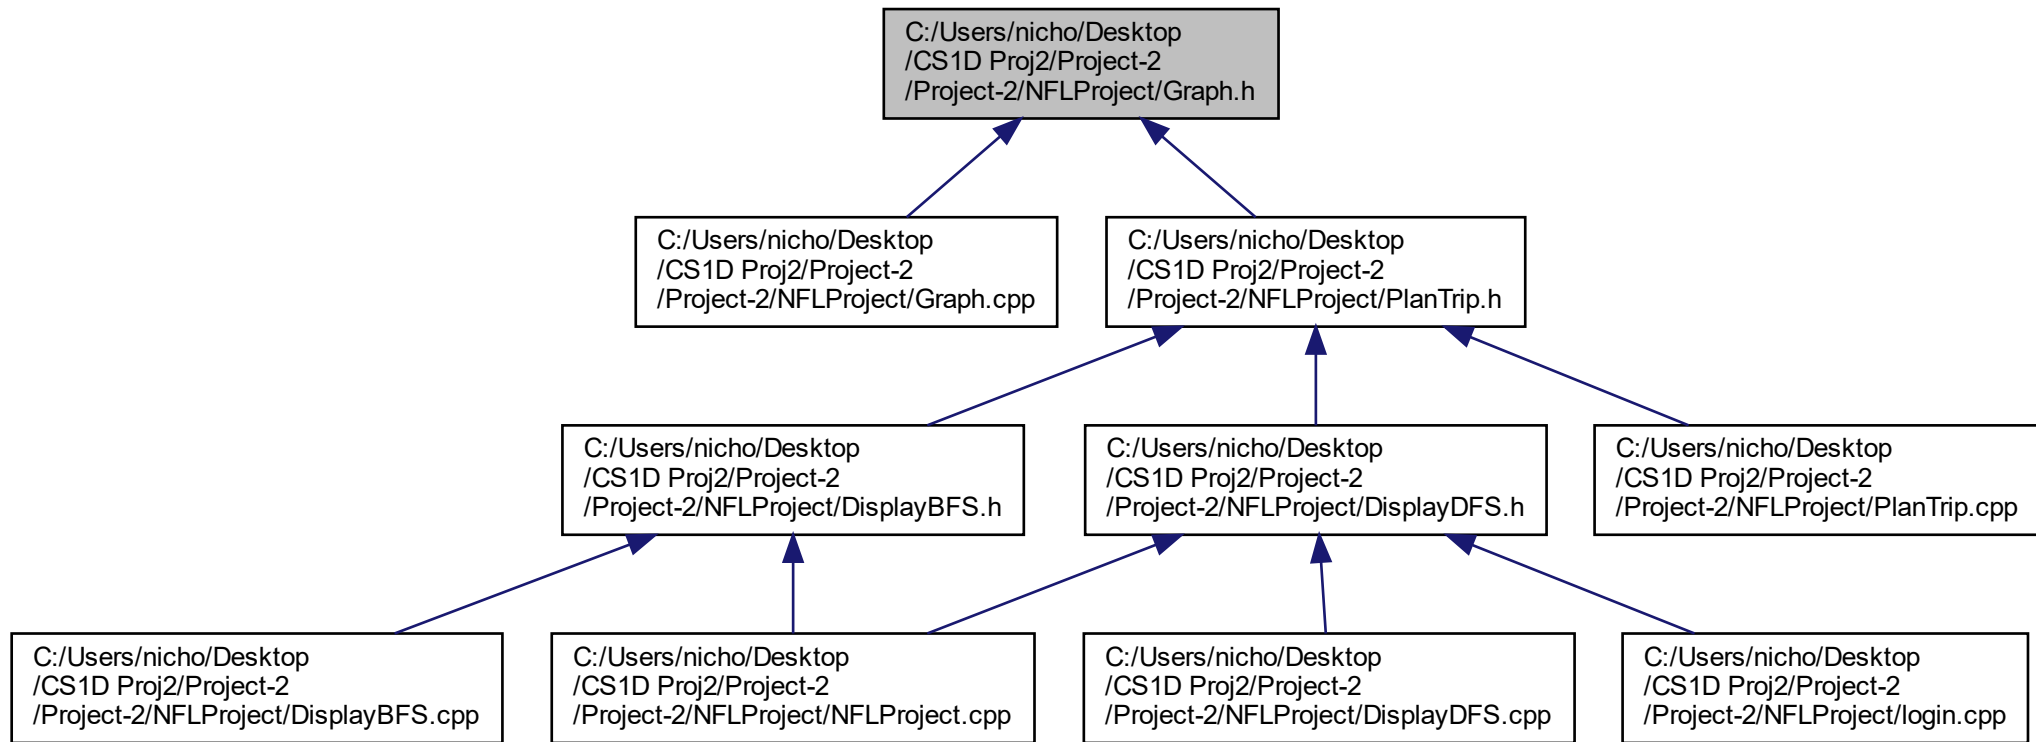 C:/Users/nicho/Desktop
/CS1D Proj2/Project-2
/Project-2/NFLProject/Graph.h
C:/Users/nicho/Desktop
/CS1D Proj2/Project-2
/Project-2/NFLProject/Graph.cpp
C:/Users/nicho/Desktop
/CS1D Proj2/Project-2
/Project-2/NFLProject/PlanTrip.h
C:/Users/nicho/Desktop
/CS1D Proj2/Project-2
/Project-2/NFLProject/DisplayBFS.h
C:/Users/nicho/Desktop
/CS1D Proj2/Project-2
/Project-2/NFLProject/DisplayDFS.h
C:/Users/nicho/Desktop
/CS1D Proj2/Project-2
/Project-2/NFLProject/PlanTrip.cpp
C:/Users/nicho/Desktop
/CS1D Proj2/Project-2
/Project-2/NFLProject/DisplayBFS.cpp
C:/Users/nicho/Desktop
/CS1D Proj2/Project-2
/Project-2/NFLProject/NFLProject.cpp
C:/Users/nicho/Desktop
/CS1D Proj2/Project-2
/Project-2/NFLProject/DisplayDFS.cpp
C:/Users/nicho/Desktop
/CS1D Proj2/Project-2
/Project-2/NFLProject/login.cpp